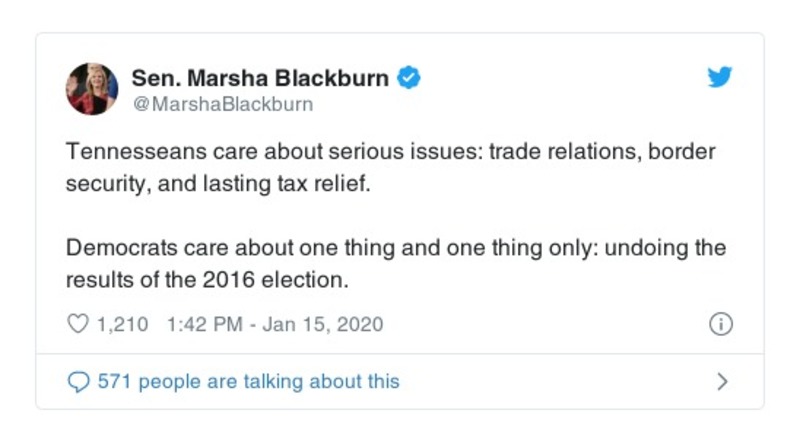 Sen. Marsha Blackburn
@MarshaBlackburn
Tennesseans care about serious issues: trade relations, border
security, and lasting tax relief.
Democrats care about one thing and one thing only: undoing the
results of the 2016 election.
1,210 1:42 PM - Jan 15, 2020
571 people are talking about this